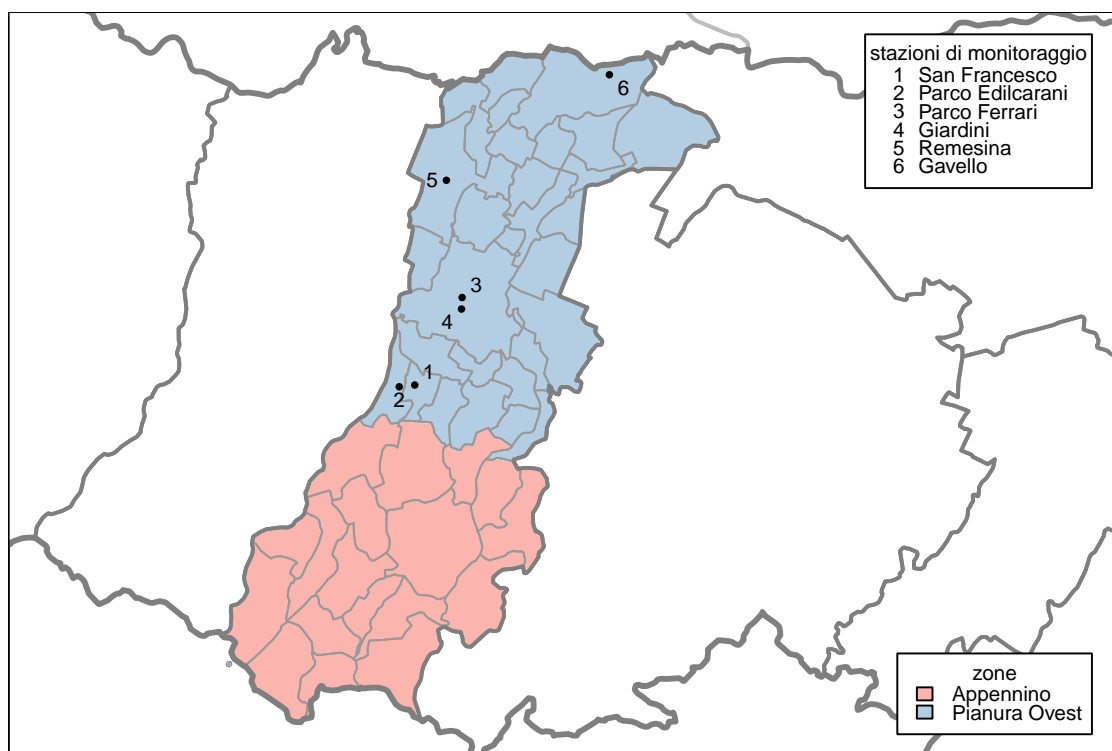 stazioni di monitoraggio
1 San Francesco
2 Parco Edilcarani
3 Parco Ferrari
4 Giardini
5 Remesina
6 Gavello
6
5
3
4
1
2
zone
Appennino
Pianura Ovest